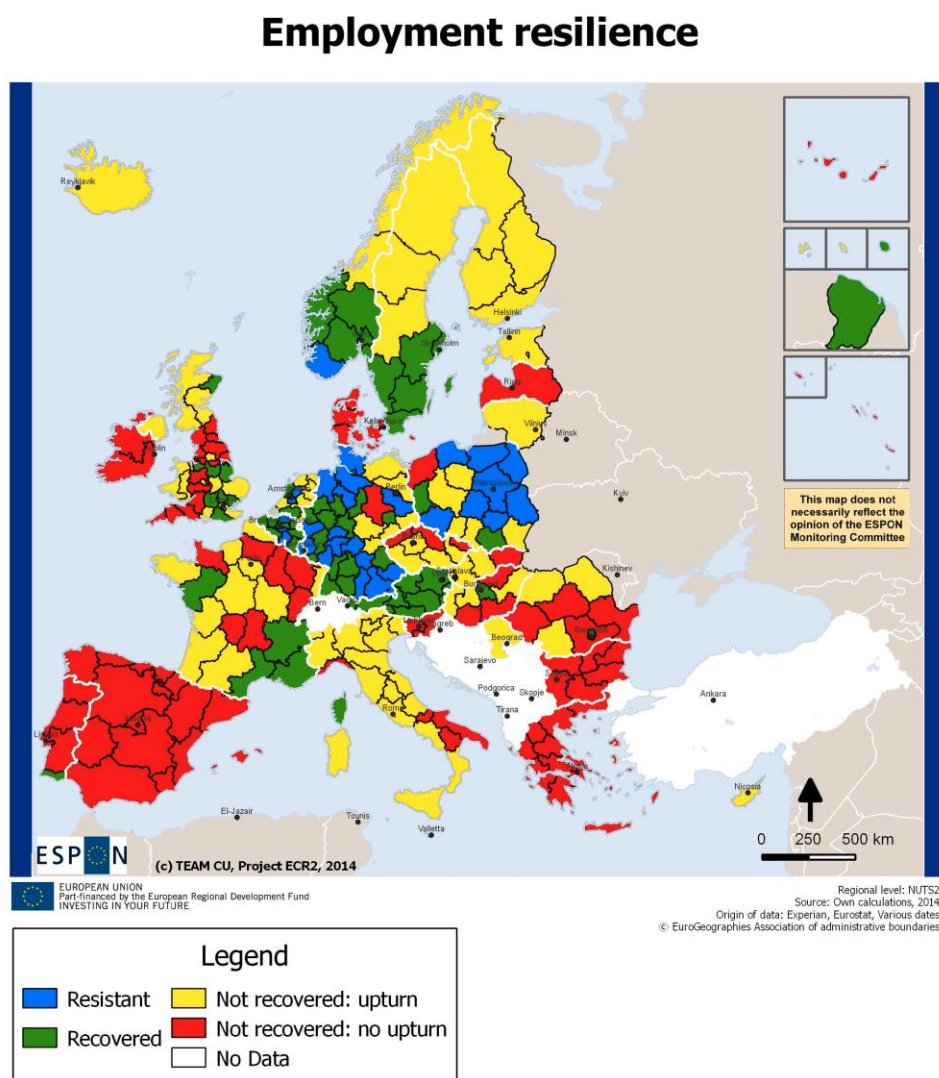 Employment resilience
Reykjavik
Helsinki
Tallinn
Riga
Vilnius
Minsk
Berlin
Warszawa
Kyiv
This map does not
necessarily reflect the
opinion of the ESPON
Monitoring Committee
Kishinev
Bern
Beograd
Sarajevo
Podgorica
Skopje
Tirana
Roma
Ankara
El-Jazair
Tounis
Valletta
Nicosia
0 250 500 km
ESPON
(c) TEAM CU, Project ECR2, 2014
EUROPEAN UNION
Part-financed by the European Regional Development Fund
INVESTING IN YOUR FUTURE
Regional level: NUTS2
Source: Own calculations, 2014
Origin of data: Experian, Eurostat, Various dates
© EuroGeographies Association of administrative boundaries
Legend
Resistant
Recovered
Not recovered: upturn
Not recovered: no upturn
No Data